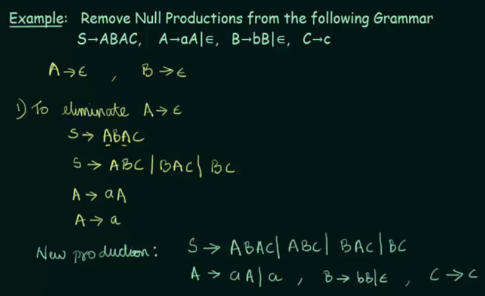 Example: Remove Null Productions from the following Grammar
S→ABAC, A→aA|ϵ, B→bB|ϵ, C→c
A→ϵ , B→ϵ
1) To eliminate A→ϵ
S→ ABAC
S→ ABC | BAC | BC
A→ aA
A→ a
New production: S → ABAC | ABC | BAC | BC
A → aA | a , B→ bB|ϵ , C→c